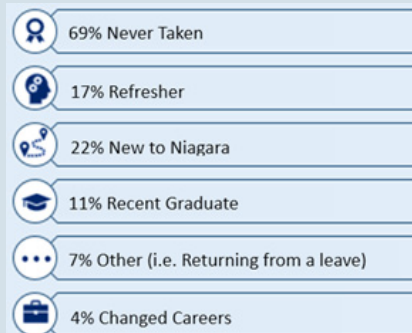 69% Never Taken
17% Refresher
22% New to Niagara
11% Recent Graduate
7% Other (i.e. Returning from a leave)
4% Changed Careers